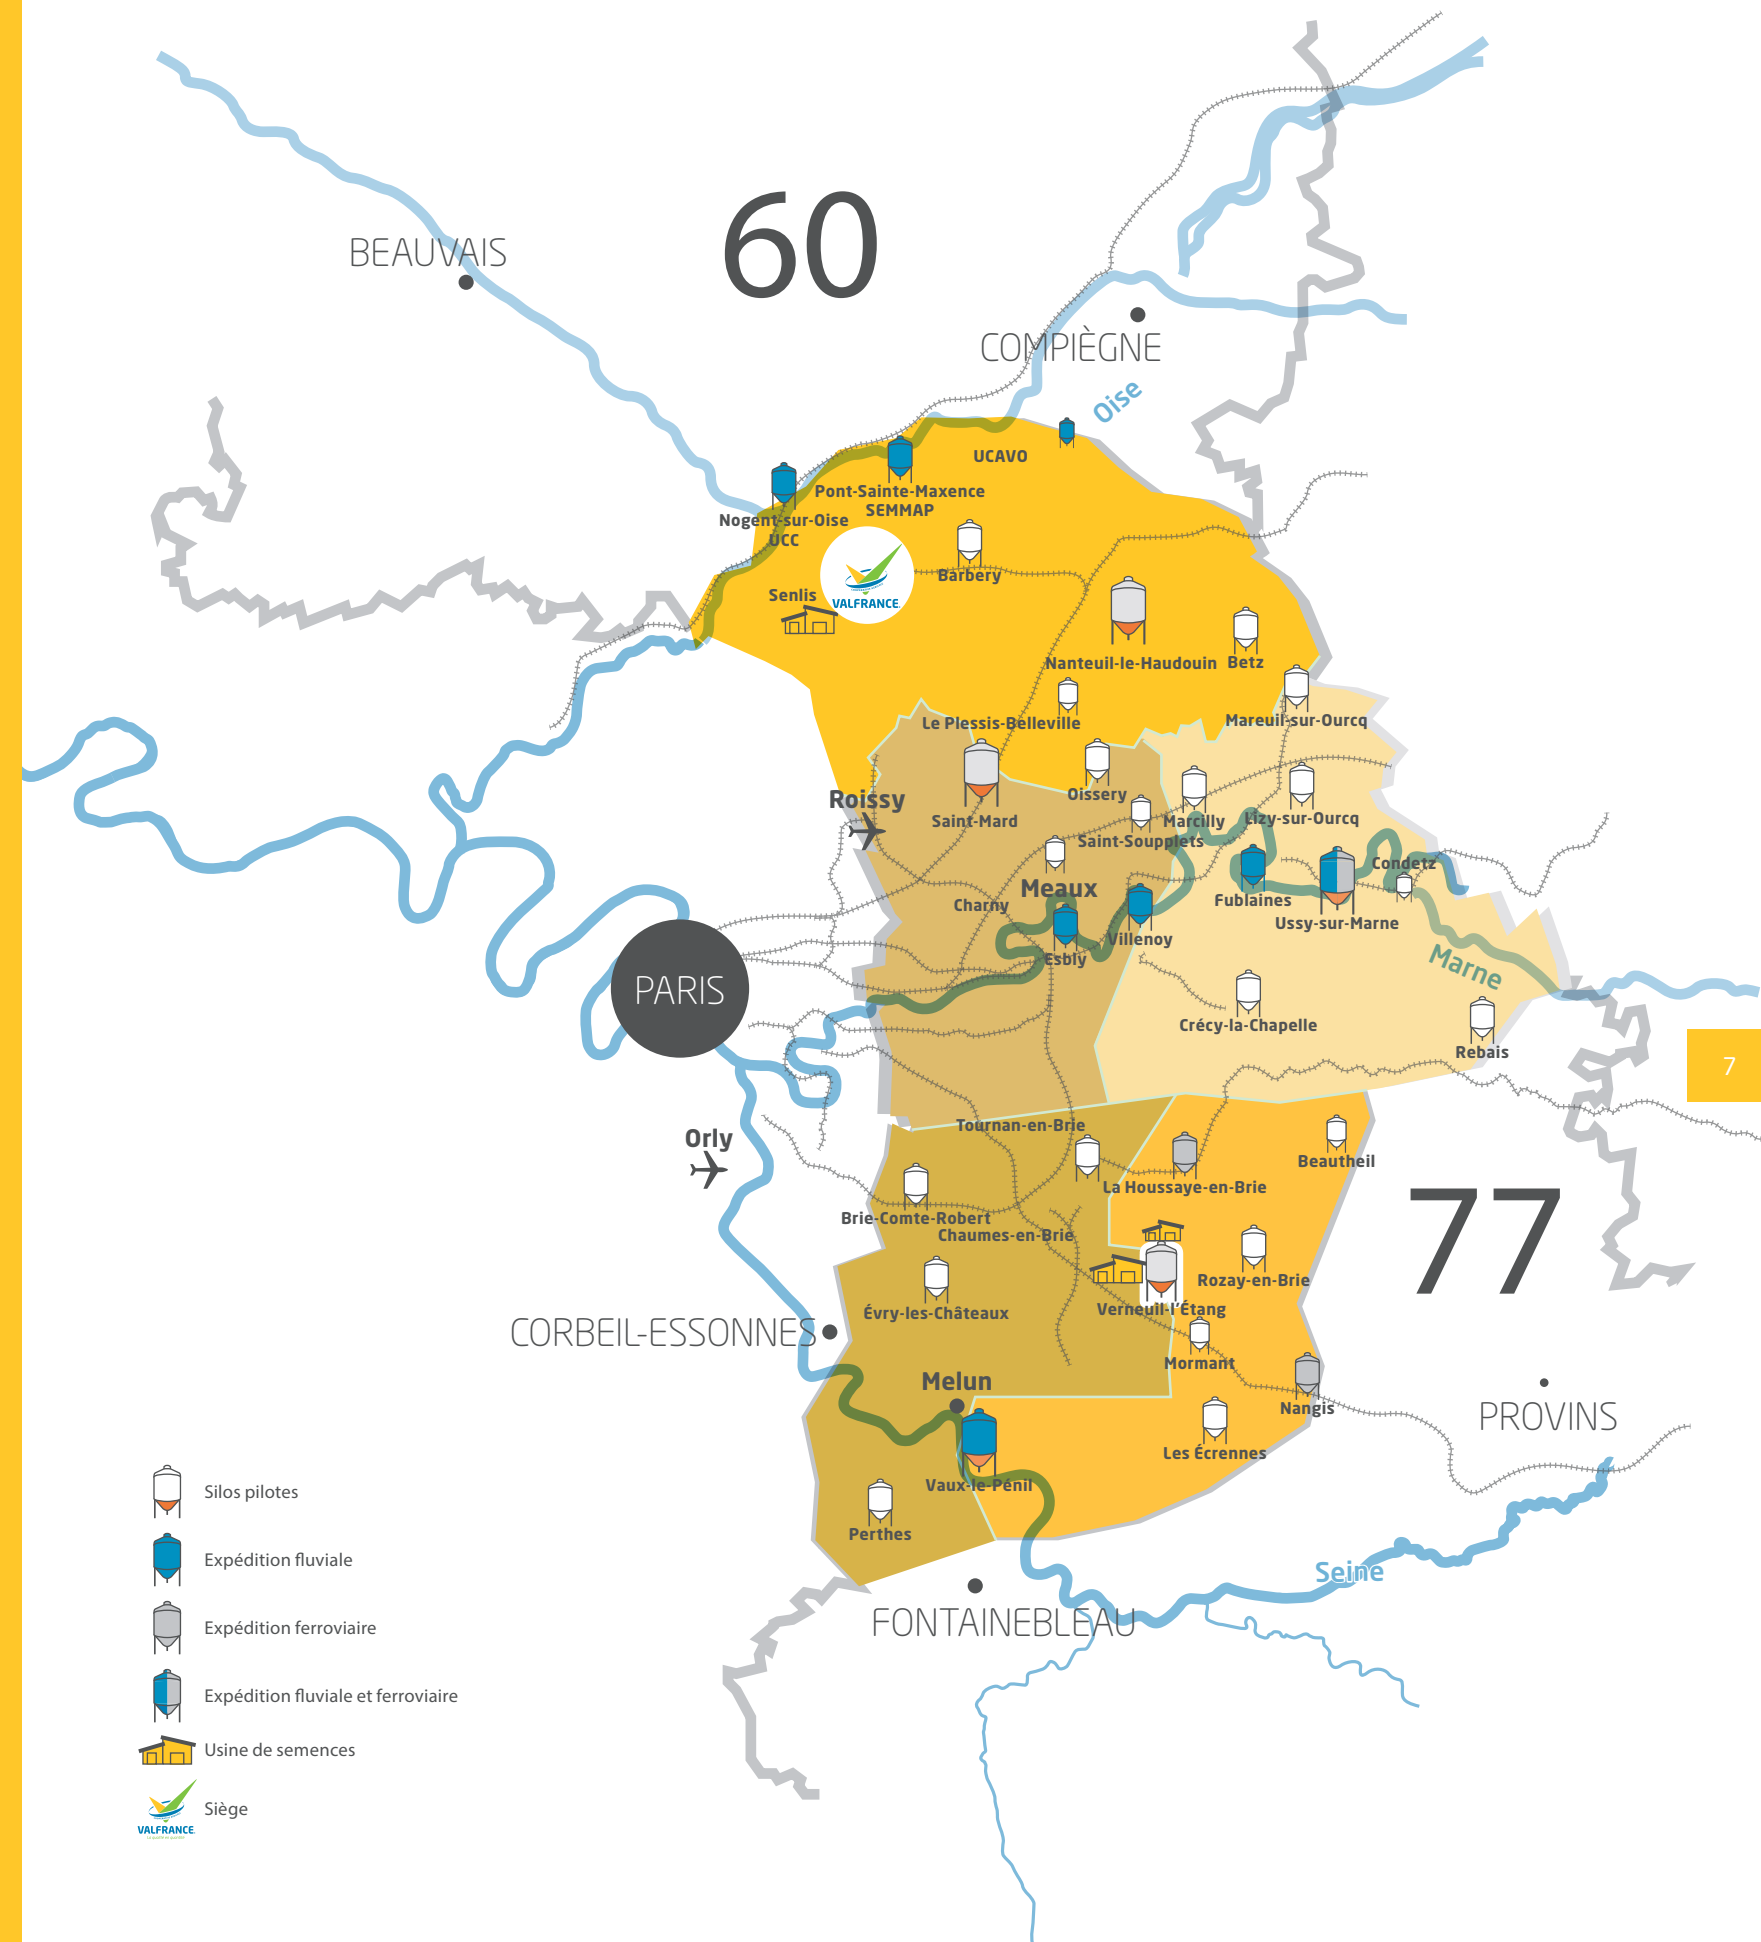 60
BEAUVAIS
COMPIÈGNE
Oise
UCAVO
Pont-Sainte-Maxence
SEMMAP
Nogent-sur-Oise
UCC
Barbery
Senlis
VALFRANCE
Nanteuil-le-Haudouin
Betz
Le Plessis-Belleville
Mareuil-sur-Ourcq
Roissy
Oissery
Saint-Mard
Marcilly
Lizy-sur-Ourcq
Saint-Soupplets
Condetz
Meaux
Charny
Fublaines
Ussy-sur-Marne
Villenoy
Esbly
Marne
PARIS
Crécy-la-Chapelle
Rebais
7
Tournan-en-Brie
Orly
Beautheil
La Houssaye-en-Brie
77
Brie-Comte-Robert
Chaumes-en-Brie
Rozay-en-Brie
Verneuil-l'Étang
Évry-les-Châteaux
CORBEIL-ESSONNES
Mormant
Melun
Nangis
PROVINS
Les Écrennes
Vaux-le-Pénil
Perthes
Seine
FONTAINEBLEAU
Silos pilotes
Expédition fluviale
Expédition ferroviaire
Expédition fluviale et ferroviaire
Usine de semences
Siège
VALFRANCE